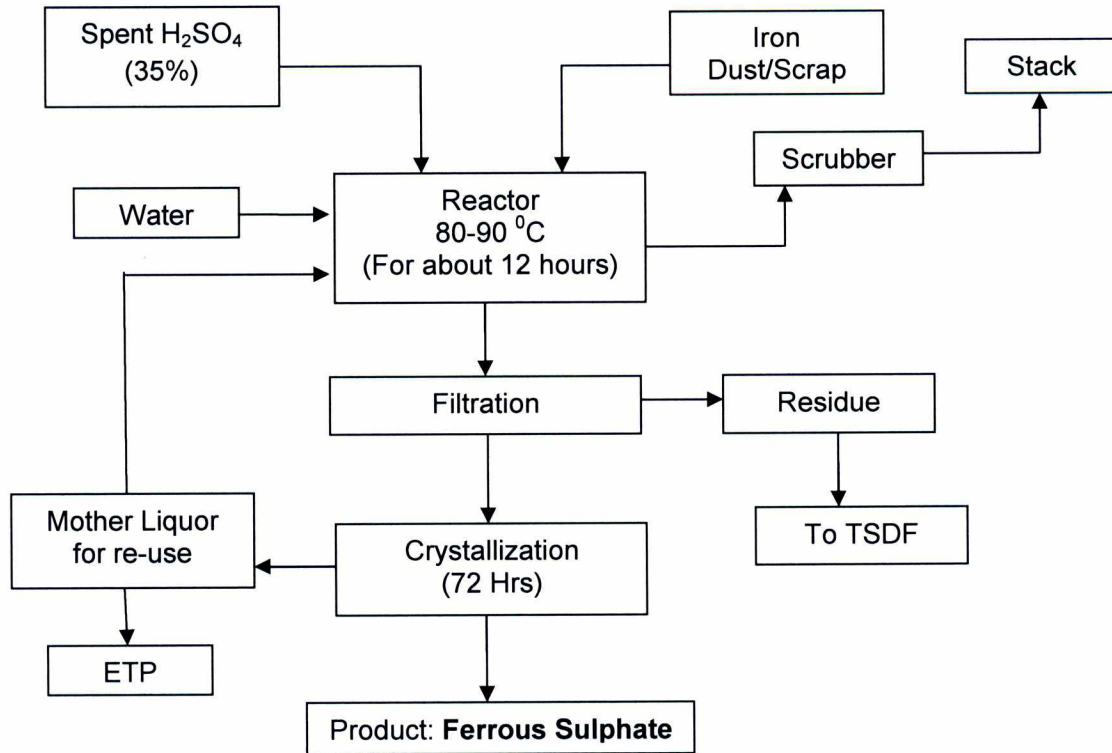 Spent H₂SO₄
(35%)
Iron
Dust/Scrap
Stack
Scrubber
Water
Reactor
80-90 ⁰C
(For about 12 hours)
Filtration
Residue
Mother Liquor
for re-use
Crystallization
(72 Hrs)
To TSDF
ETP
Product: Ferrous Sulphate